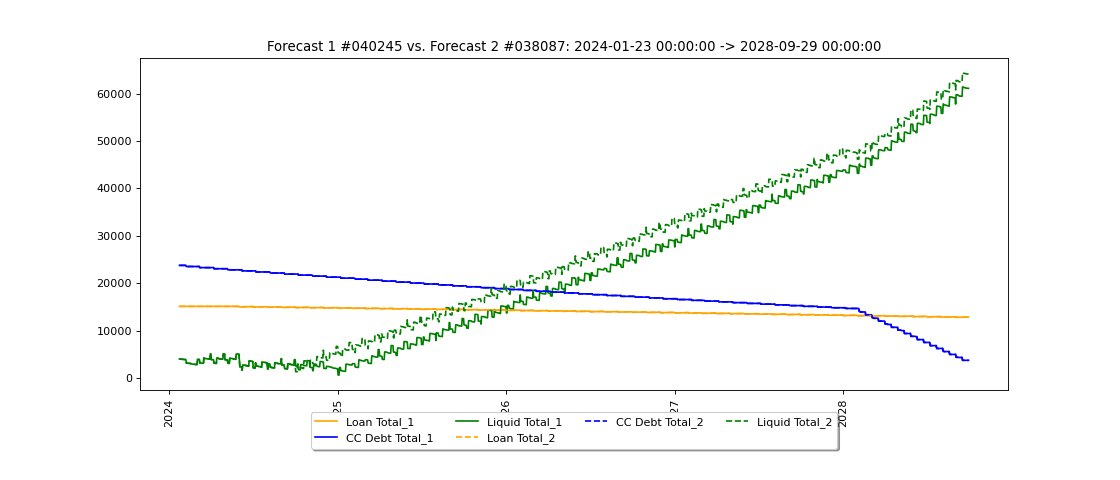 Forecast 1 #040245 vs. Forecast 2 #038087: 2024-01-23 00:00:00 -> 2028-09-29 00:00:00
60000
50000
40000
30000
20000
10000
0
2024
25
26
27
2028
Loan Total_1
Liquid Total_1
CC Debt Total_2
Liquid Total_2
CC Debt Total_1
Loan Total_2